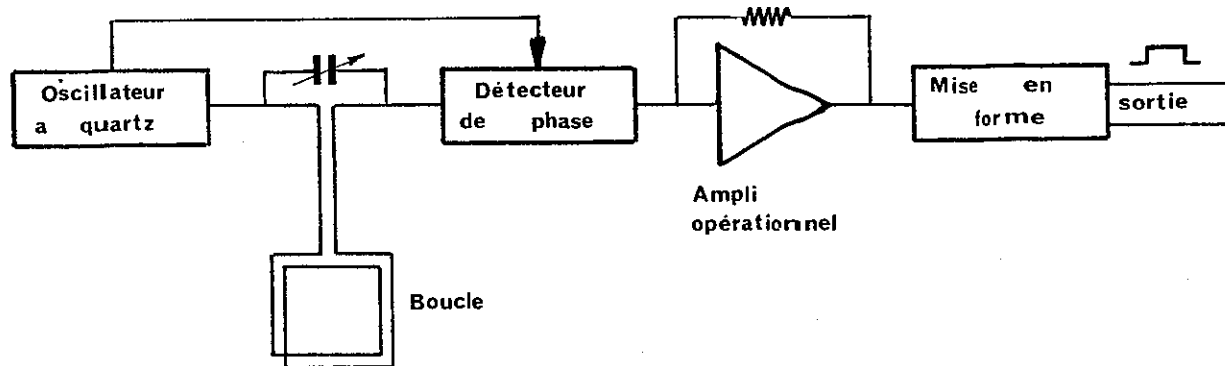 Oscillateur
a quartz
Détecteur
de phase
Mise en
forme
sortie
Ampli
opérationnel
Boucle